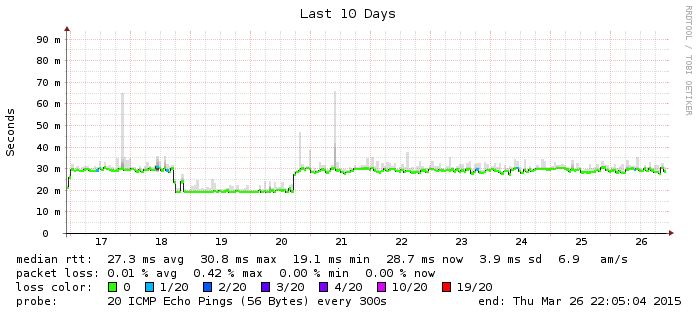 Last 10 Days
RRDTOOL / TOBI OETIKER
Seconds
90 m
80 m
70 m
60 m
50 m
40 m
30 m
20 m
10 m
0
17 18 19 20 21 22 23 24 25 26
median rtt: 27.3 ms avg 30.8 ms max 19.1 ms min 28.7 ms now 3.9 ms sd 6.9 am/s
packet loss: 0.01 % avg 0.42 % max 0.00 % min 0.00 % now
loss color: 0 1/20 2/20 3/20 4/20 10/20 19/20
probe: 20 ICMP Echo Pings (56 Bytes) every 300s end: Thu Mar 26 22:05:04 2015